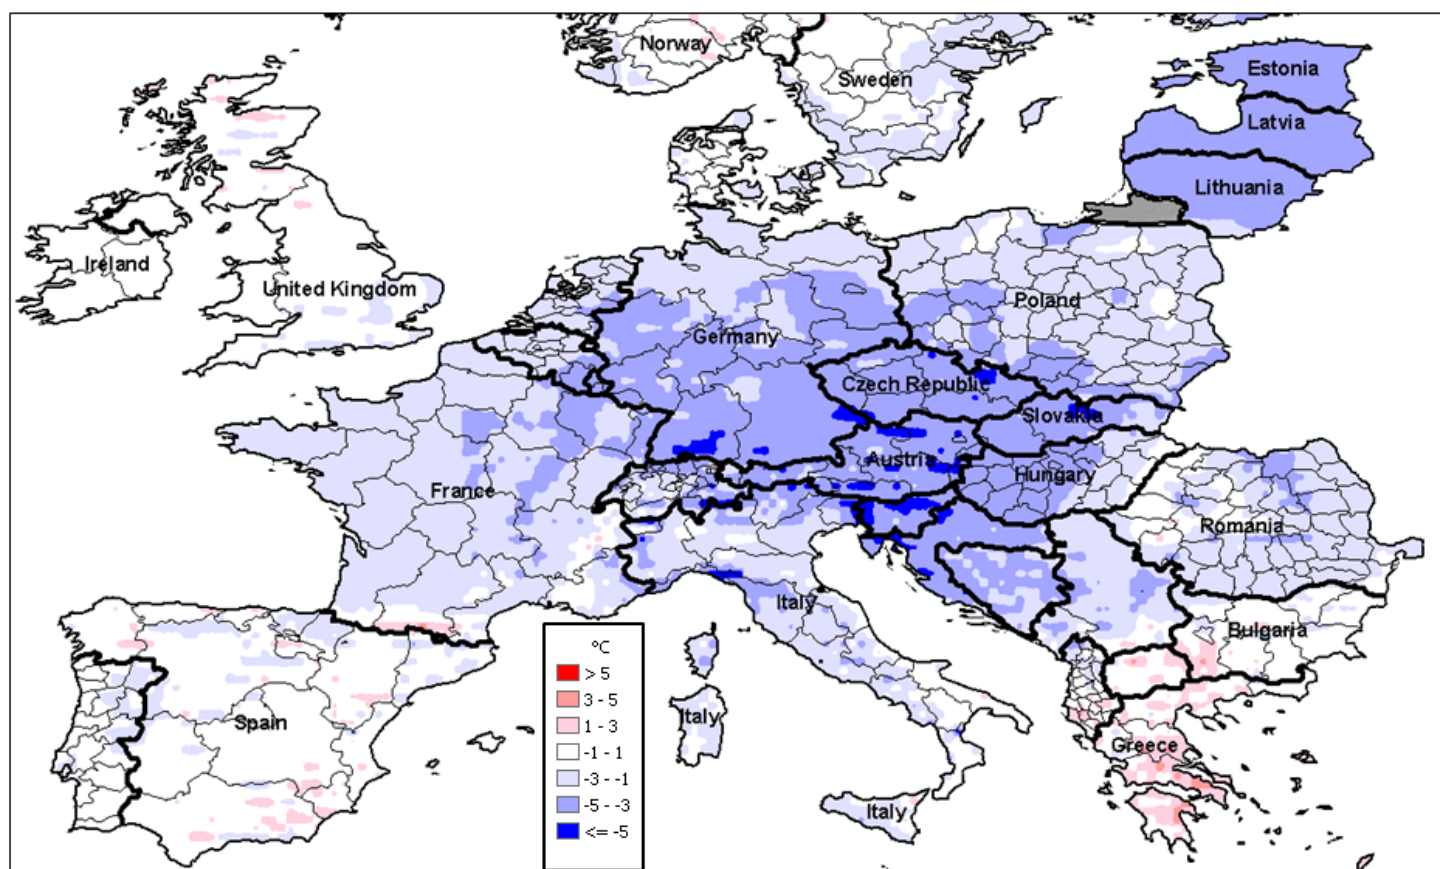 Norway
Sweden
Estonia
Latvia
Lithuania
Ireland
United Kingdom
Poland
Germany
Czech Republic
Slovakia
Austria
Hungary
France
Romania
Italy
Bulgaria
Spain
Italy
Greece
Italy
°C
> 5
3 - 5
1 - 3
-1 - 1
-3 - -1
-5 - -3
<= -5